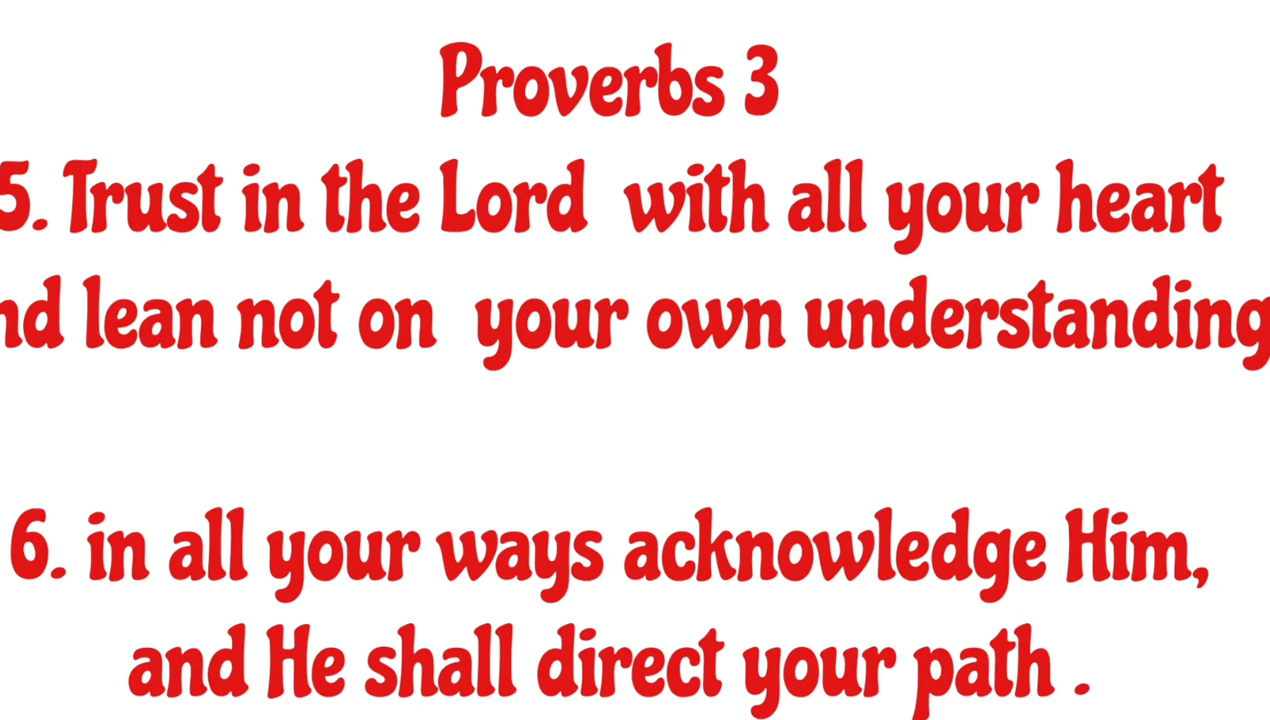 Proverbs 3
5. Trust in the Lord with all your heart
nd lean not on your own understanding
6. in all your ways acknowledge Him,
and He shall direct your path .